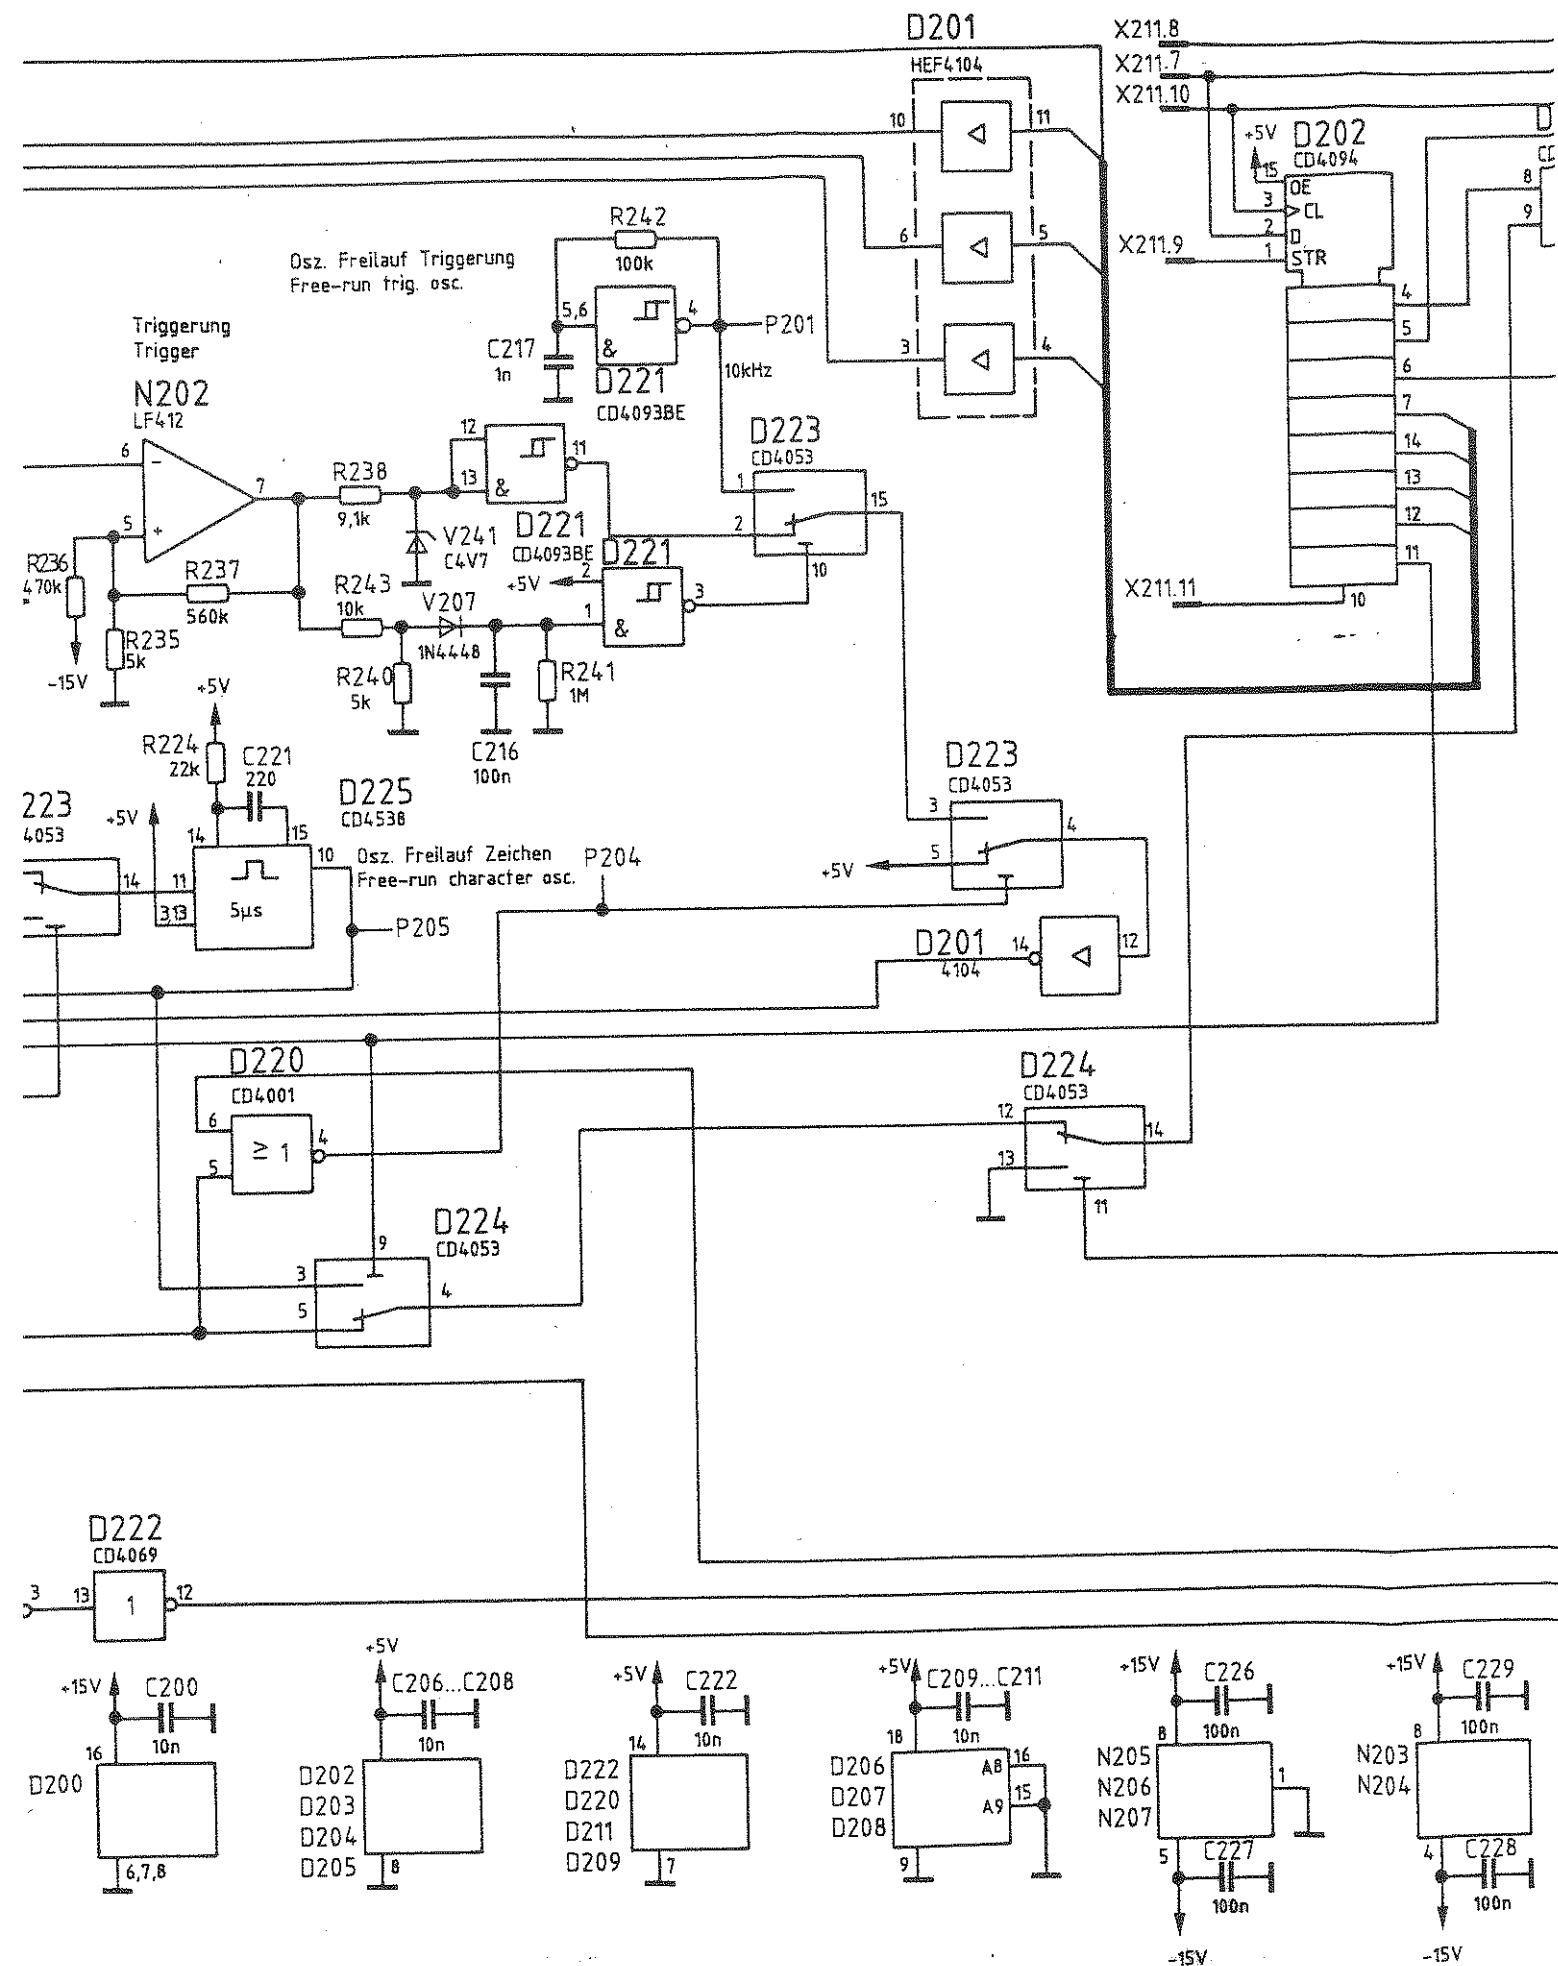 D201
HEF4104
10
11
6
5
3
4
X211.8
X211.7
X211.10
+5V
D202
CD4094
15
OE
3
CL
2
D
1
STR
X211.9
8
9
4
5
6
7
14
13
12
11
X211.11
10
Osz. Freilauf Triggerung
Free-run trig. osc.
R242
100k
5,6
4
&
P201
C217
1n
D221
CD4093BE
10kHz
Triggerung
Trigger
N202
LF412
6
−
5
+
7
R238
9,1k
12
13
11
&
D221
CD4093BE
V241
C4V7
D223
CD4053
1
2
15
10
R236
470k
-15V
R237
560k
R235
5k
R243
10k
V207
1N4448
R240
5k
C216
100n
R241
1M
D221
+5V
2
1
3
&
+5V
R224
22k
C221
220
D225
CD4538
223
4053
+5V
14
15
14
11
3,13
10
5µs
Osz. Freilauf Zeichen
Free-run character osc.
P204
P205
D223
CD4053
3
5
4
+5V
D201
4104
14
12
D220
CD4001
6
5
≥ 1
4
D224
CD4053
12
13
14
11
D224
CD4053
9
3
5
4
D222
CD4069
3
13
1
12
+15V
C200
10n
16
D200
6,7,8
+5V
C206...C208
10n
D202
D203
D204
D205
8
+5V
C222
10n
14
D222
D220
D211
D209
7
+5V
C209...C211
10n
18
D206
D207
D208
A8
16
A9
15
9
+15V
C226
100n
8
N205
N206
N207
1
5
C227
100n
-15V
+15V
C229
100n
8
N203
N204
4
C228
100n
-15V